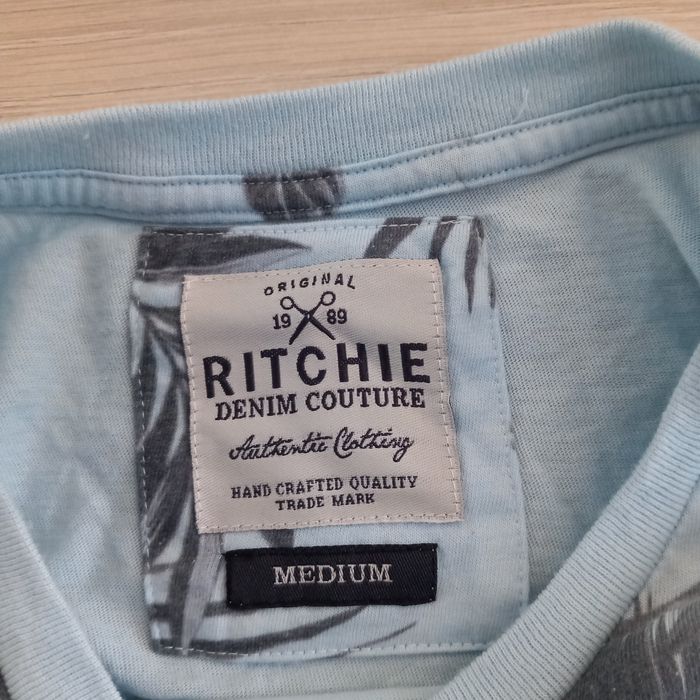 ORIGINAL
19 89
RITCHIE
DENIM COUTURE
Authentic Clothing
HAND CRAFTED QUALITY
TRADE MARK
MEDIUM